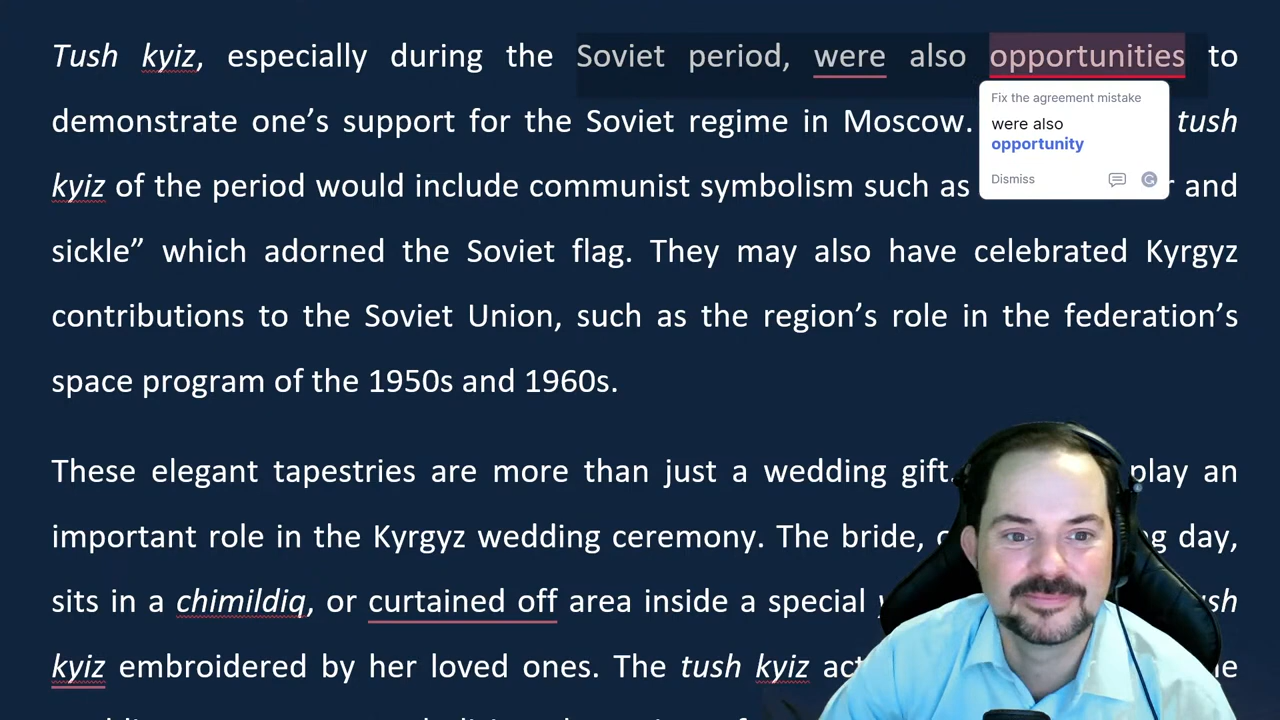 Tush kyiz, especially during the Soviet period, were also opportunities to
demonstrate one’s support for the Soviet regime in Moscow. tush
Fix the agreement mistake
were also
opportunity
Dismiss
kyiz of the period would include communist symbolism such as and
sickle” which adorned the Soviet flag. They may also have celebrated Kyrgyz
contributions to the Soviet Union, such as the region’s role in the federation’s
space program of the 1950s and 1960s.
These elegant tapestries are more than just a wedding gift. play an
important role in the Kyrgyz wedding ceremony. The bride, day,
sits in a chimildiq, or curtained off area inside a special
kyiz embroidered by her loved ones. The tush kyiz